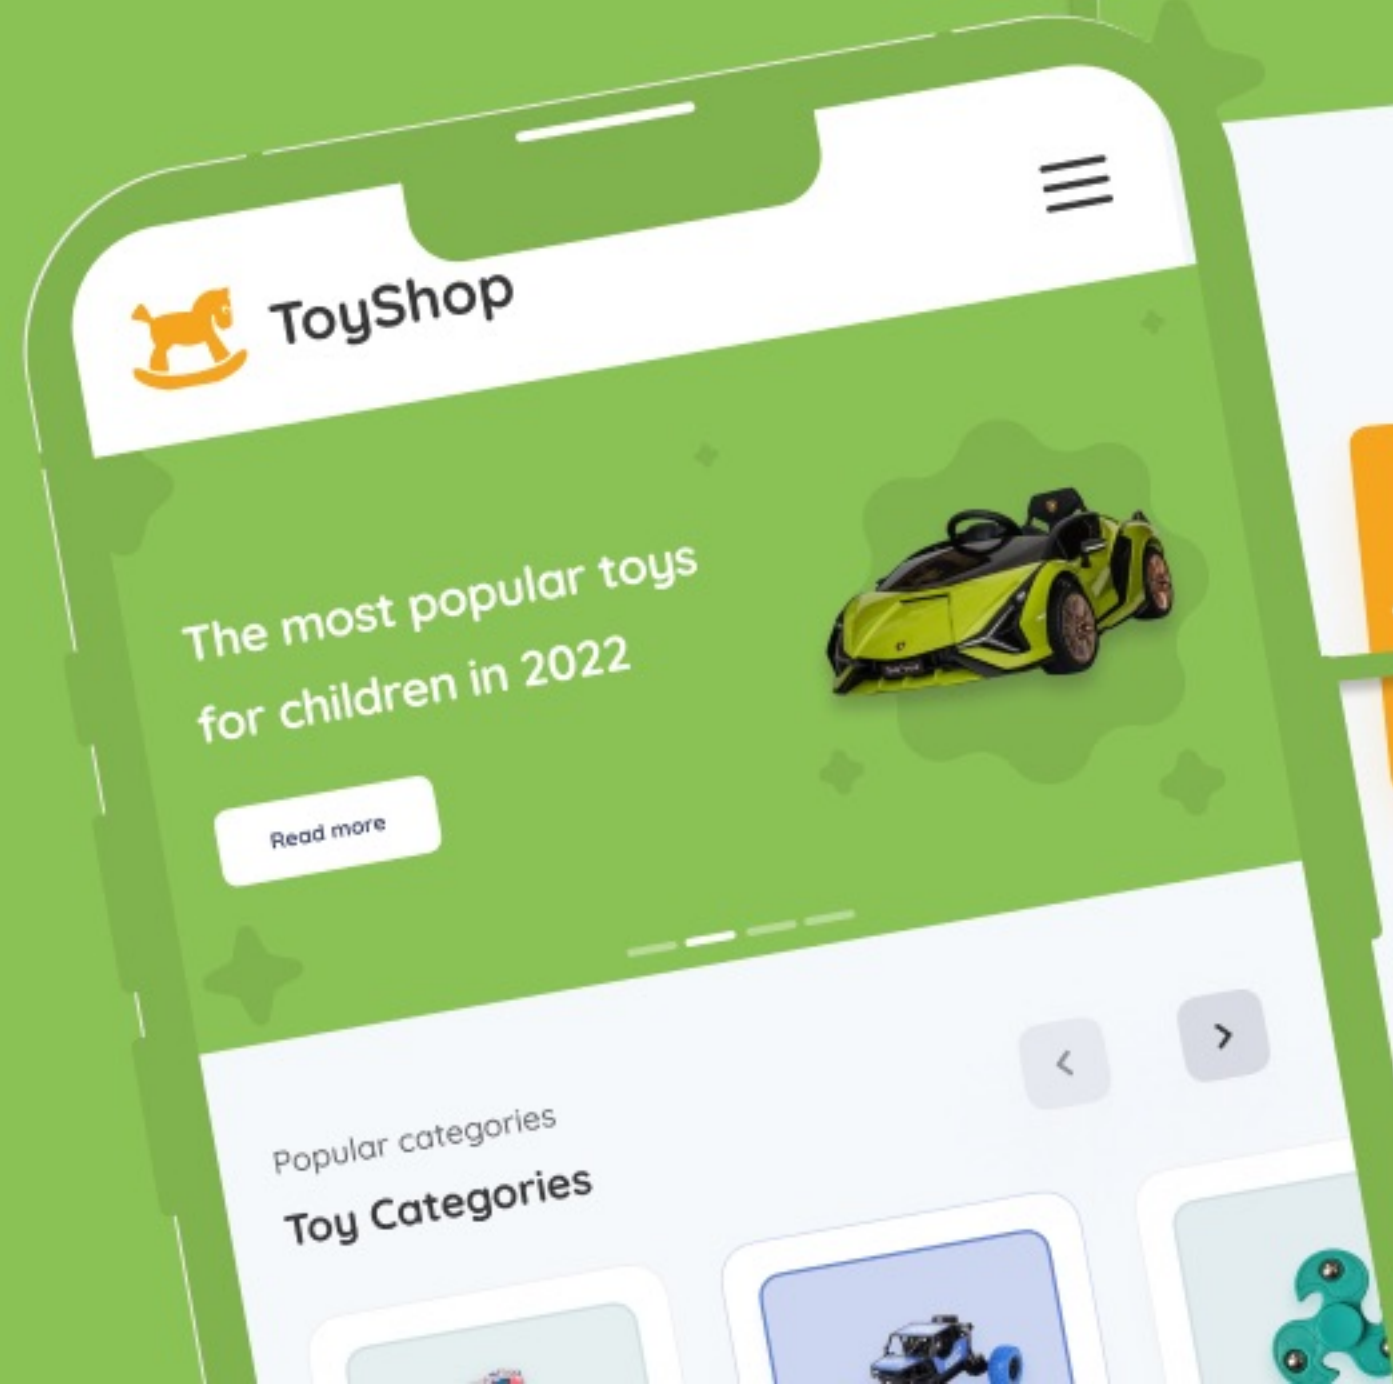 ToyShop
The most popular toys
for children in 2022
Read more
Popular categories
Toy Categories